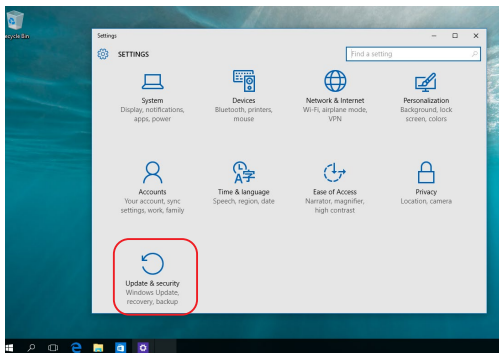 Recycle Bin
Settings
SETTINGS
Find a setting
System
Display, notifications,
apps, power
Devices
Bluetooth, printers,
mouse
Network & Internet
Wi-Fi, airplane mode,
VPN
Personalization
Background, lock
screen, colors
Accounts
Your account, sync
settings, work, family
Time & language
Speech, region, date
Ease of Access
Narrator, magnifier,
high contrast
Privacy
Location, camera
Update & security
Windows Update,
recovery, backup